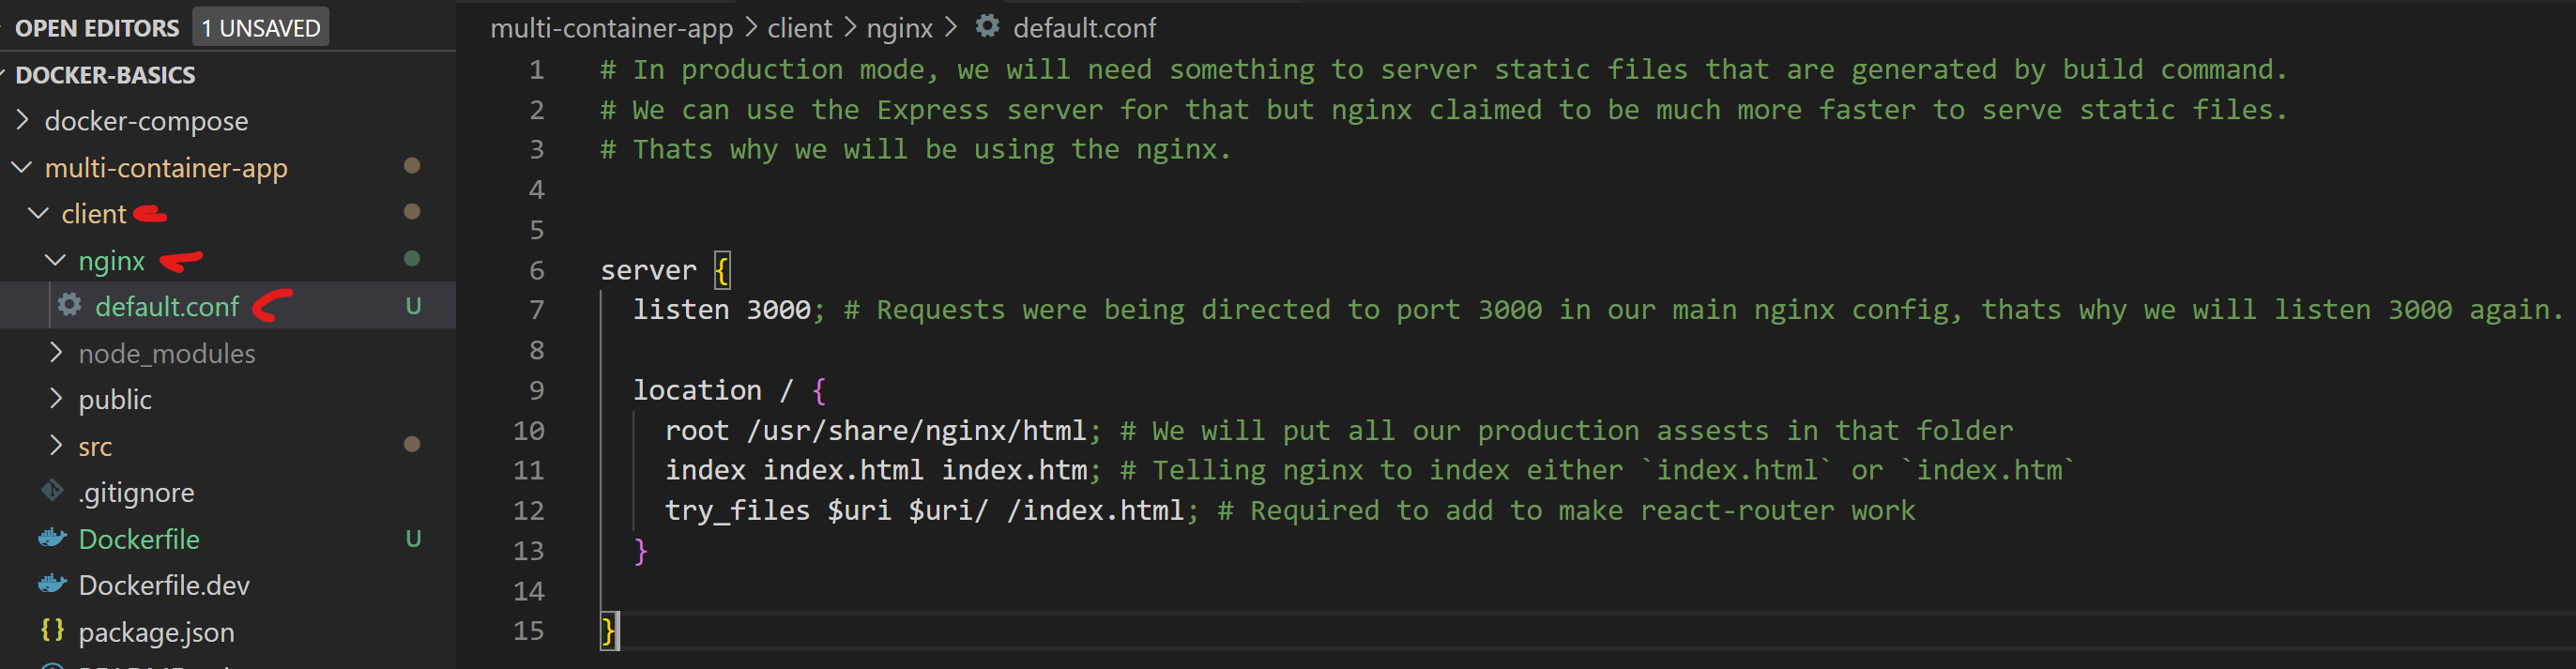 OPEN EDITORS 1 UNSAVED
DOCKER-BASICS
docker-compose
multi-container-app
client
nginx
default.conf U
node_modules
public
src
.gitignore
Dockerfile U
Dockerfile.dev
package.json
multi-container-app > client > nginx > default.conf
1 # In production mode, we will need something to server static files that are generated by build command.
2 # We can use the Express server for that but nginx claimed to be much more faster to serve static files.
3 # Thats why we will be using the nginx.
4
5
6 server {
7 listen 3000; # Requests were being directed to port 3000 in our main nginx config, thats why we will listen 3000 again.
8
9 location / {
10 root /usr/share/nginx/html; # We will put all our production assests in that folder
11 index index.html index.htm; # Telling nginx to index either `index.html` or `index.htm`
12 try_files $uri $uri/ /index.html; # Required to add to make react-router work
13 }
14
15 }